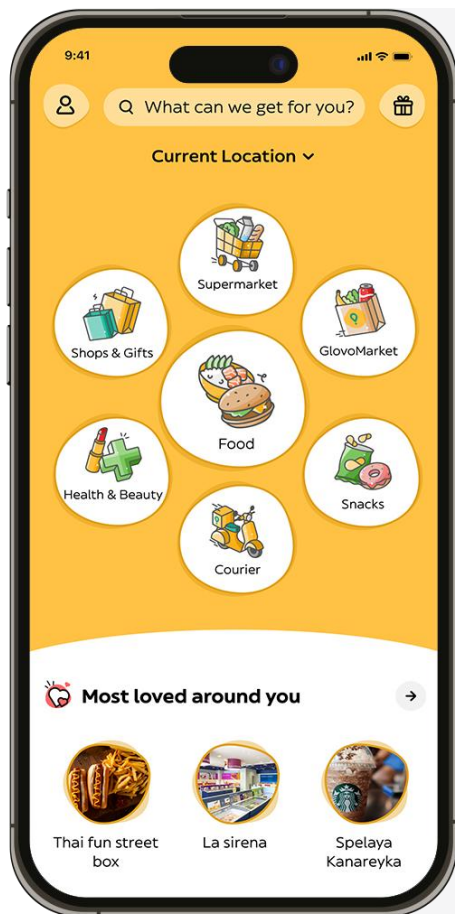 9:41
What can we get for you?
Current Location
Supermarket
Shops & Gifts
GlovoMarket
Food
Health & Beauty
Snacks
Courier
Most loved around you
Thai fun street
box
La sirena
Spelaya
Kanareyka